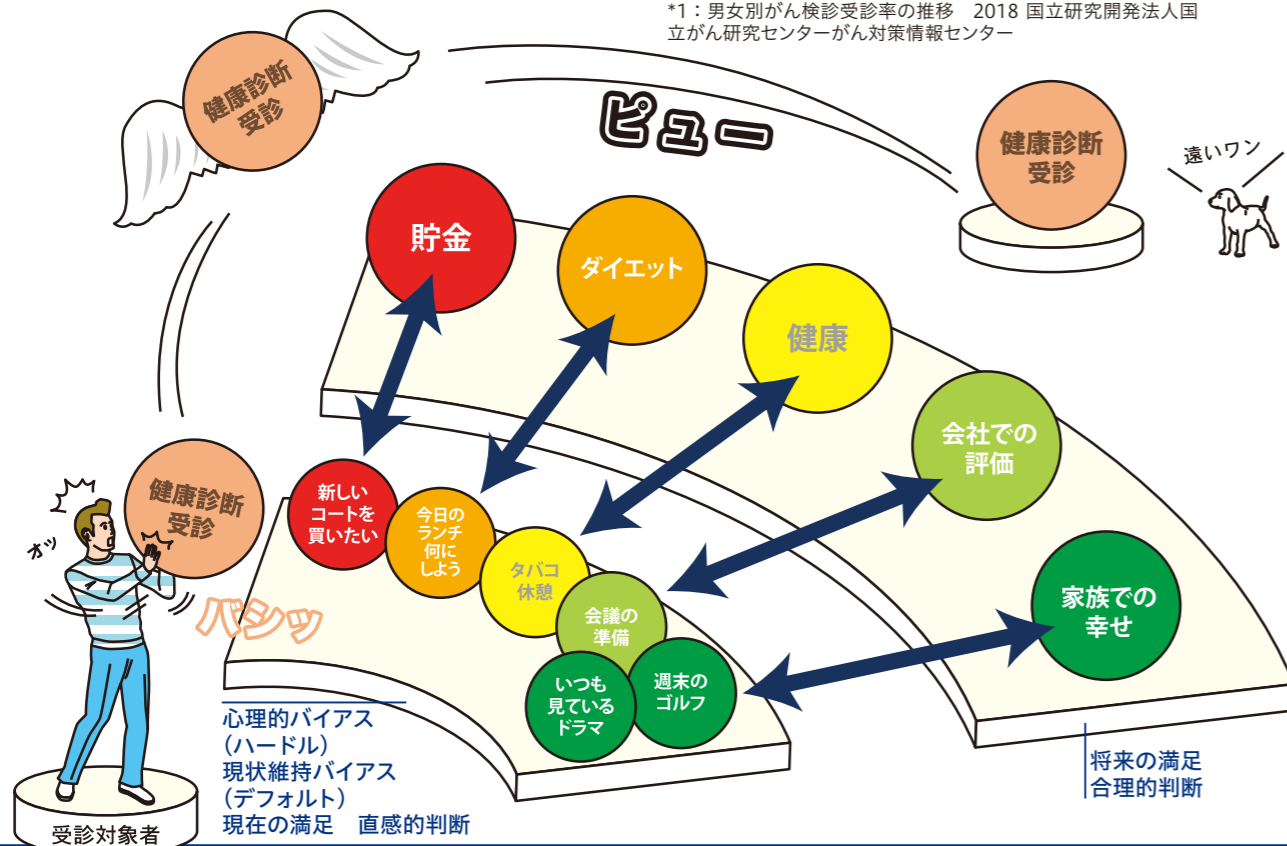 *1：男女別がん検診受診率の推移　2018 国立研究開発法人国
立がん研究センターがん対策情報センター
健康診断
受診
ピュー
健康診断
受診
遠いワン
貯金
ダイエット
健康
会社での
評価
家族での
幸せ
健康診断
受診
オッ
バシッ
新しい
コートを
買いたい
今日の
ランチ
何に
しよう
タバコ
休憩
会議の
準備
いつも
見ている
ドラマ
週末の
ゴルフ
心理的バイアス
（ハードル）
現状維持バイアス
（デフォルト）
現在の満足　直感的判断
将来の満足
合理的判断
受診対象者